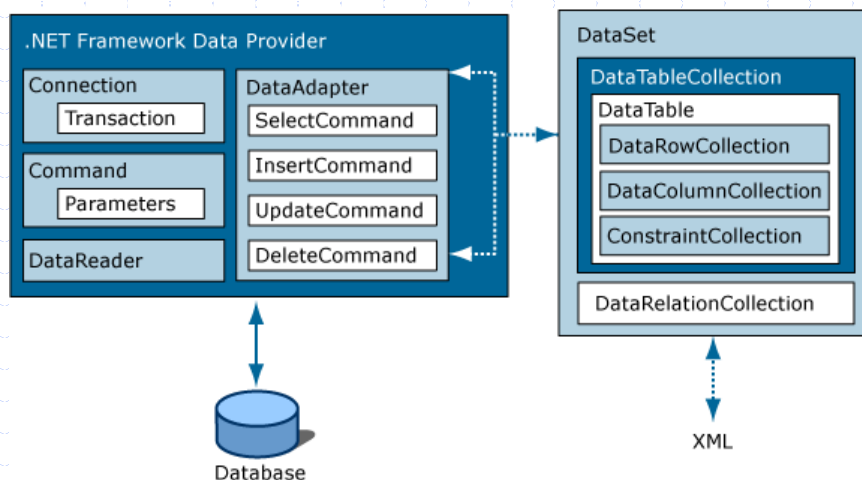 .NET Framework Data Provider
Connection
Transaction
Command
Parameters
DataReader
DataAdapter
SelectCommand
InsertCommand
UpdateCommand
DeleteCommand
Database
DataSet
DataTableCollection
DataTable
DataRowCollection
DataColumnCollection
ConstraintCollection
DataRelationCollection
XML